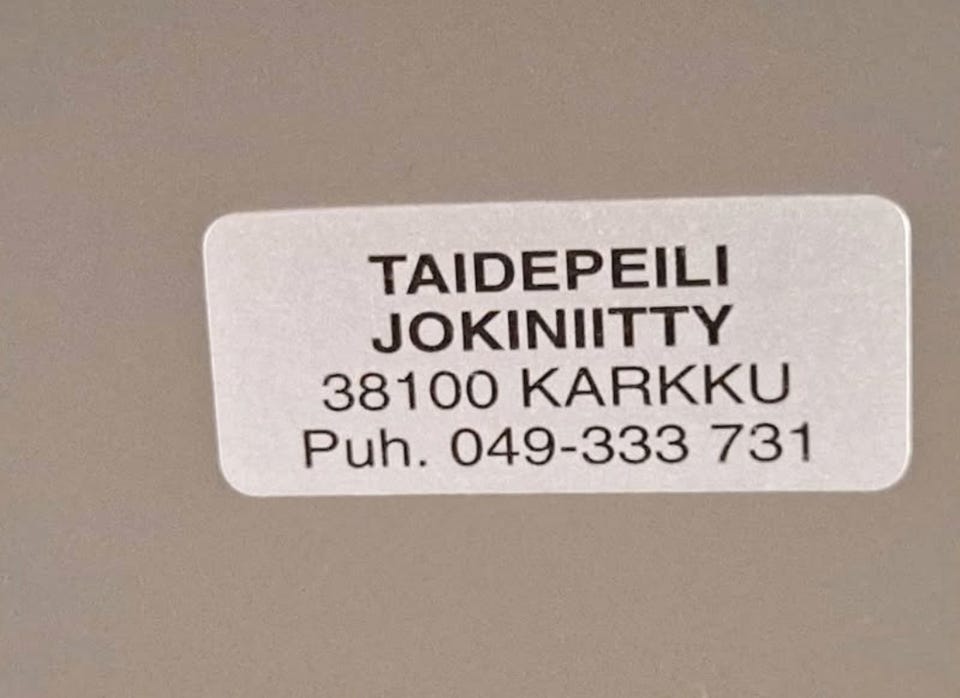 TAIDEPEILI
JOKINIITTY
38100 KARKKU
Puh. 049-333 731